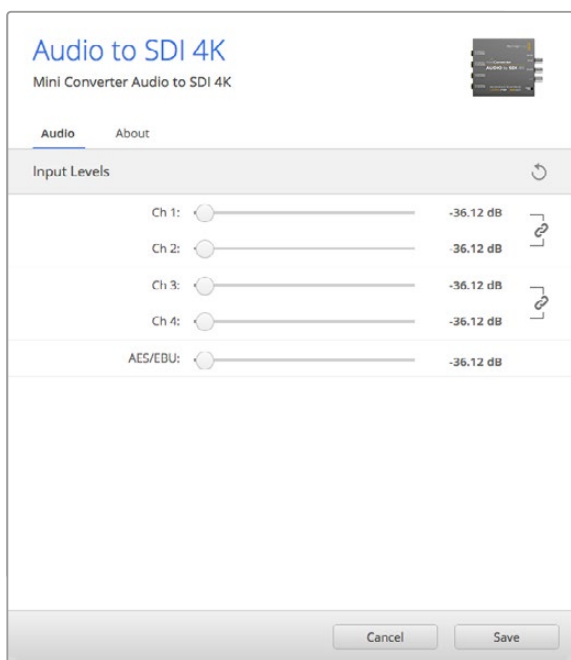 Audio to SDI 4K
Mini Converter Audio to SDI 4K
Audio About
Input Levels
Ch 1: -36.12 dB
Ch 2: -36.12 dB
Ch 3: -36.12 dB
Ch 4: -36.12 dB
AES/EBU: -36.12 dB
Cancel Save